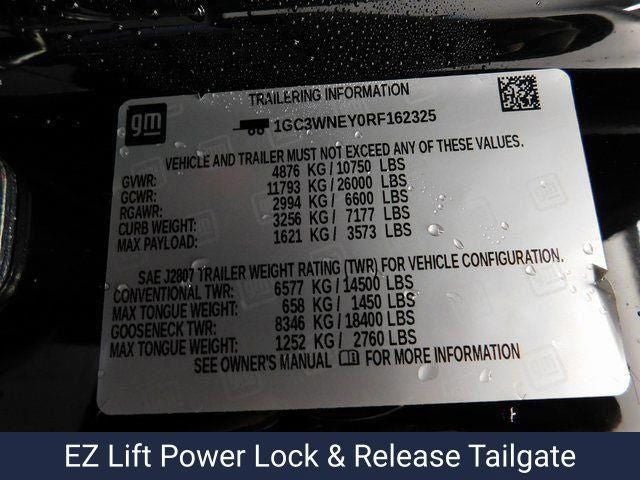 TRAILERING INFORMATION
gm
1GC3WNEY0RF162325
VEHICLE AND TRAILER MUST NOT EXCEED ANY OF THESE VALUES.
GVWR: 4876 KG/10750 LBS
GCWR: 11793 KG/26000 LBS
RGAWR: 2994 KG/ 6600 LBS
CURB WEIGHT: 3256 KG/ 7177 LBS
MAX PAYLOAD: 1621 KG/ 3573 LBS
SAE J2807 TRAILER WEIGHT RATING (TWR) FOR VEHICLE CONFIGURATION.
CONVENTIONAL TWR: 6577 KG/14500 LBS
MAX TONGUE WEIGHT: 658 KG/ 1450 LBS
GOOSENECK TWR: 8346 KG/18400 LBS
MAX TONGUE WEIGHT: 1252 KG/ 2760 LBS
SEE OWNER'S MANUAL FOR MORE INFORMATION
EZ Lift Power Lock & Release Tailgate